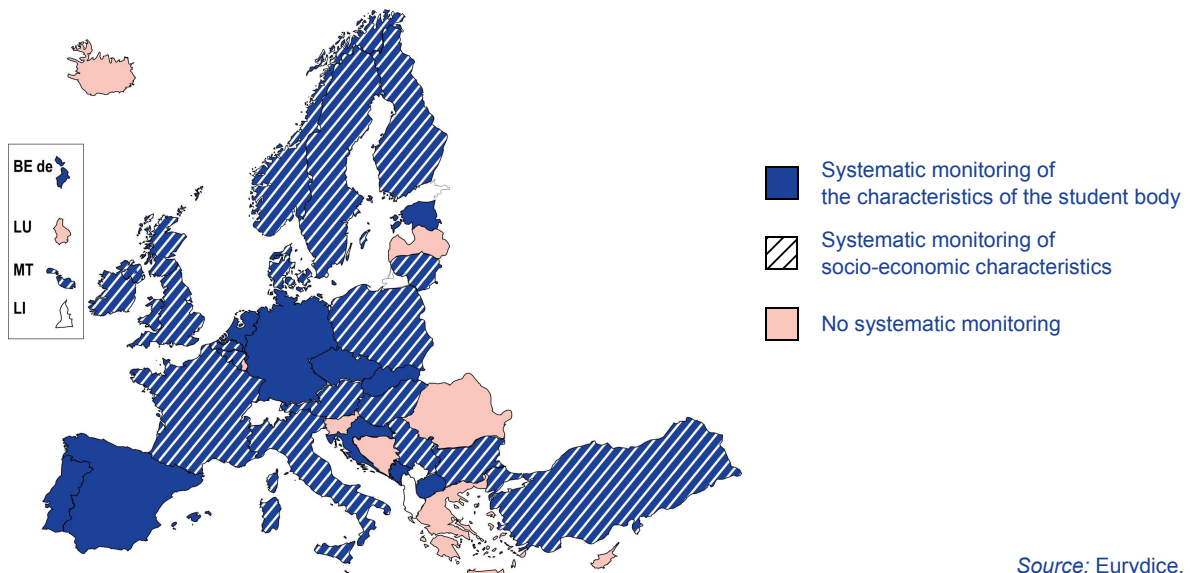 BE de
LU
MT
LI
Systematic monitoring of
the characteristics of the student body
Systematic monitoring of
socio-economic characteristics
No systematic monitoring
Source: Eurydice.